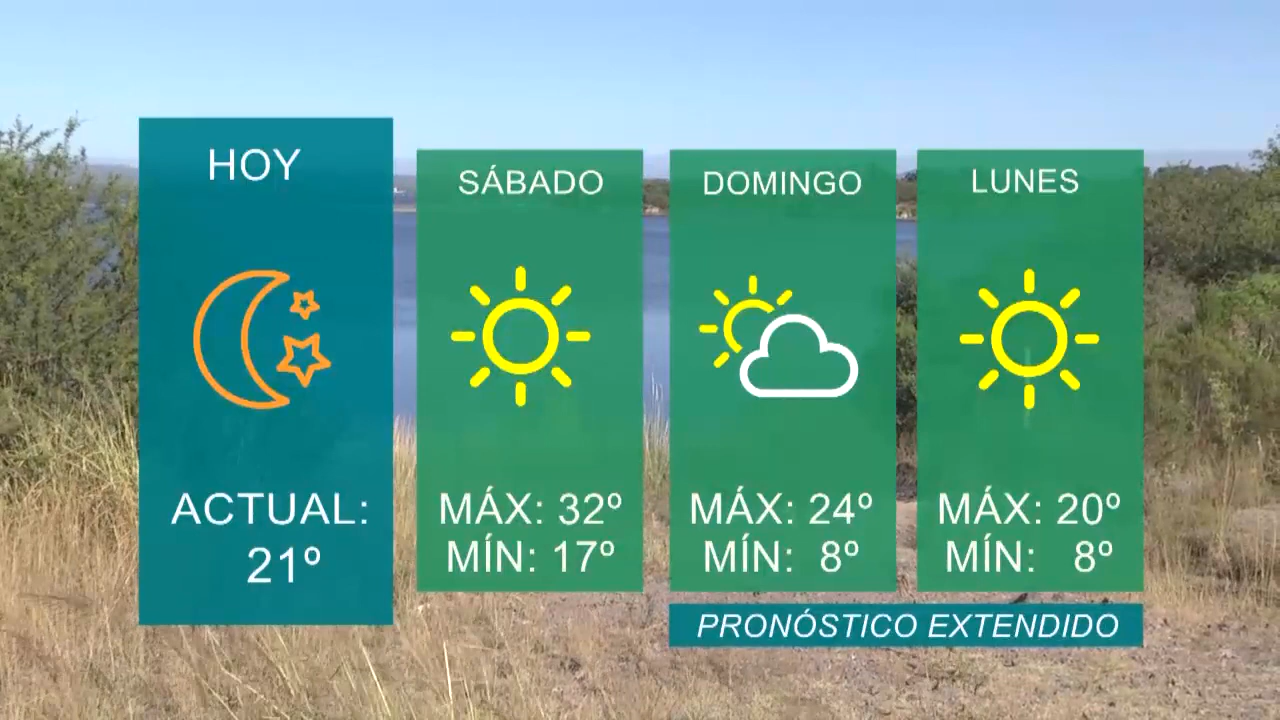 HOY
ACTUAL:
21º
SÁBADO
MÁX: 32º
MÍN: 17º
DOMINGO
MÁX: 24º
MÍN: 8º
LUNES
MÁX: 20º
MÍN: 8º
PRONÓSTICO EXTENDIDO